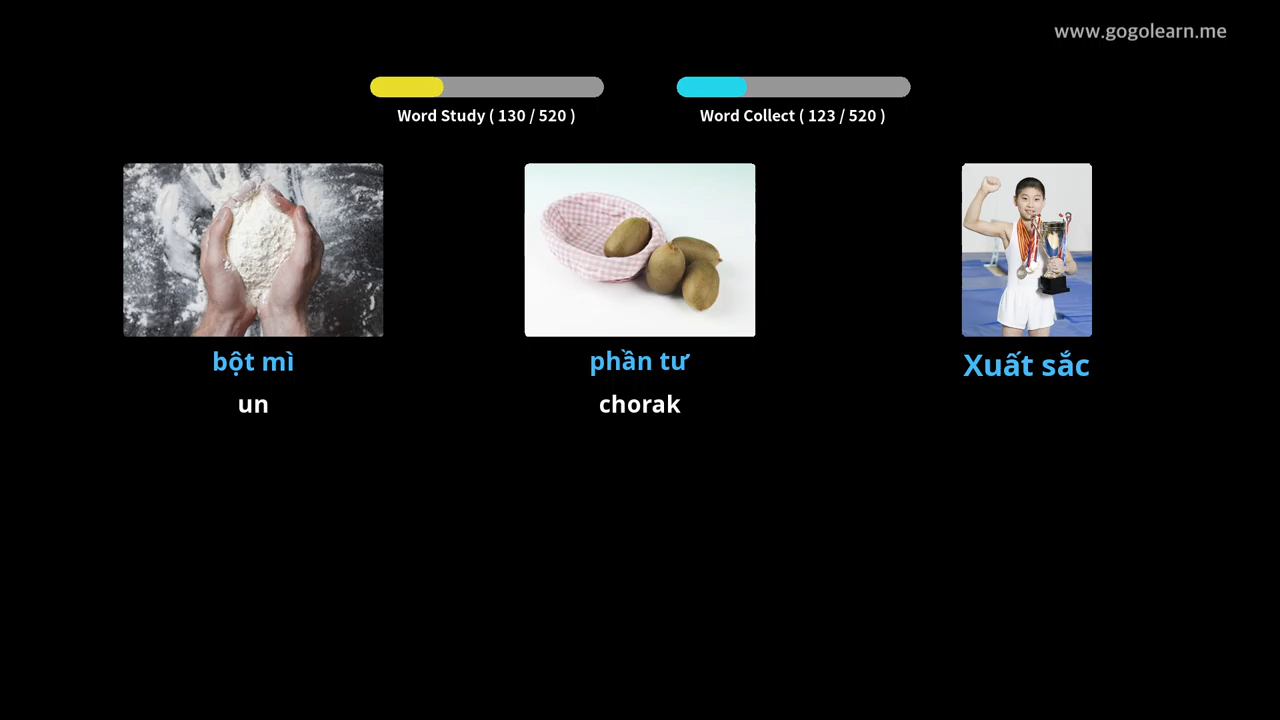 www.gogolearn.me
Word Study ( 130 / 520 )
Word Collect ( 123 / 520 )
bột mì
phần tư
Xuất sắc
un
chorak